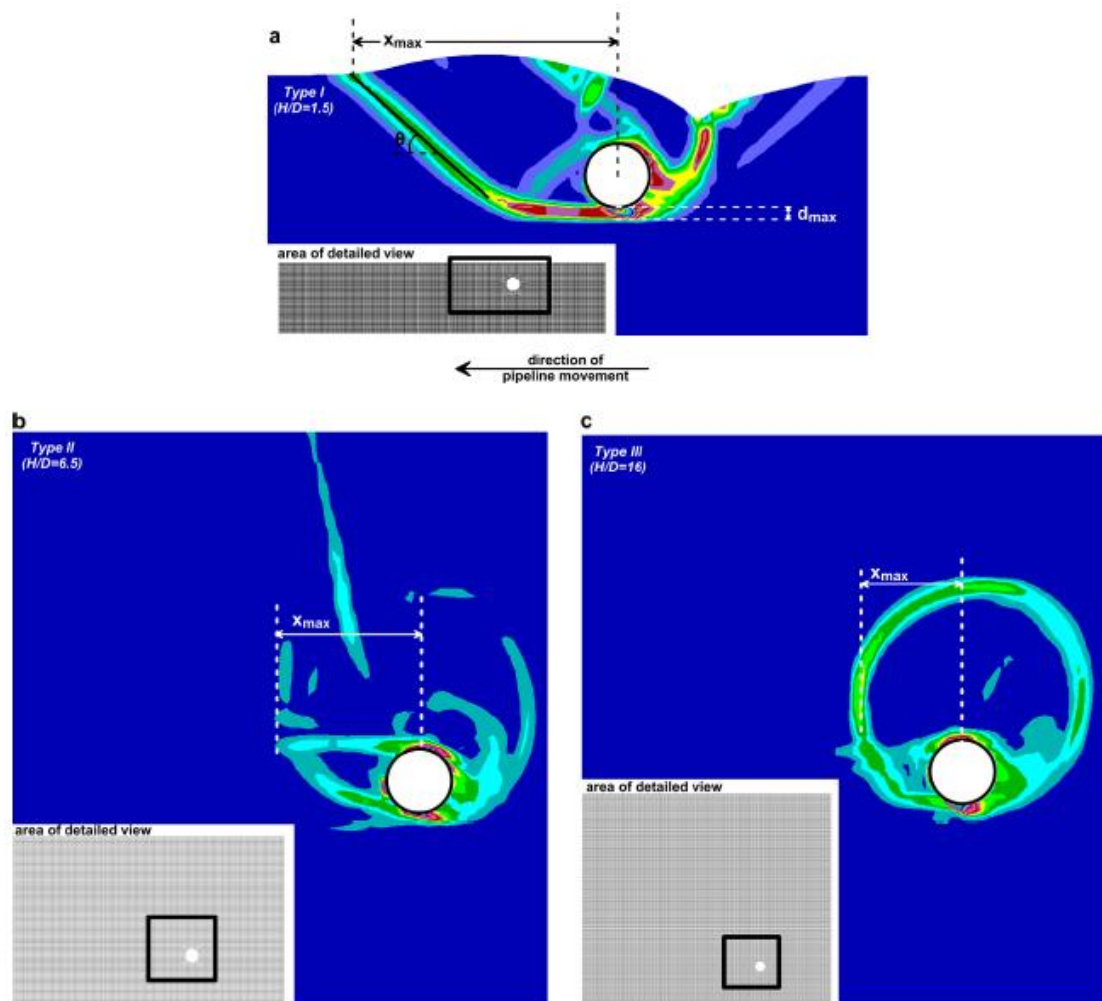 a
xmax
Type I
(H/D=1.5)
θ
dmax
area of detailed view
direction of
pipeline movement
b
Type II
(H/D=6.5)
xmax
area of detailed view
c
Type III
(H/D=16)
xmax
area of detailed view